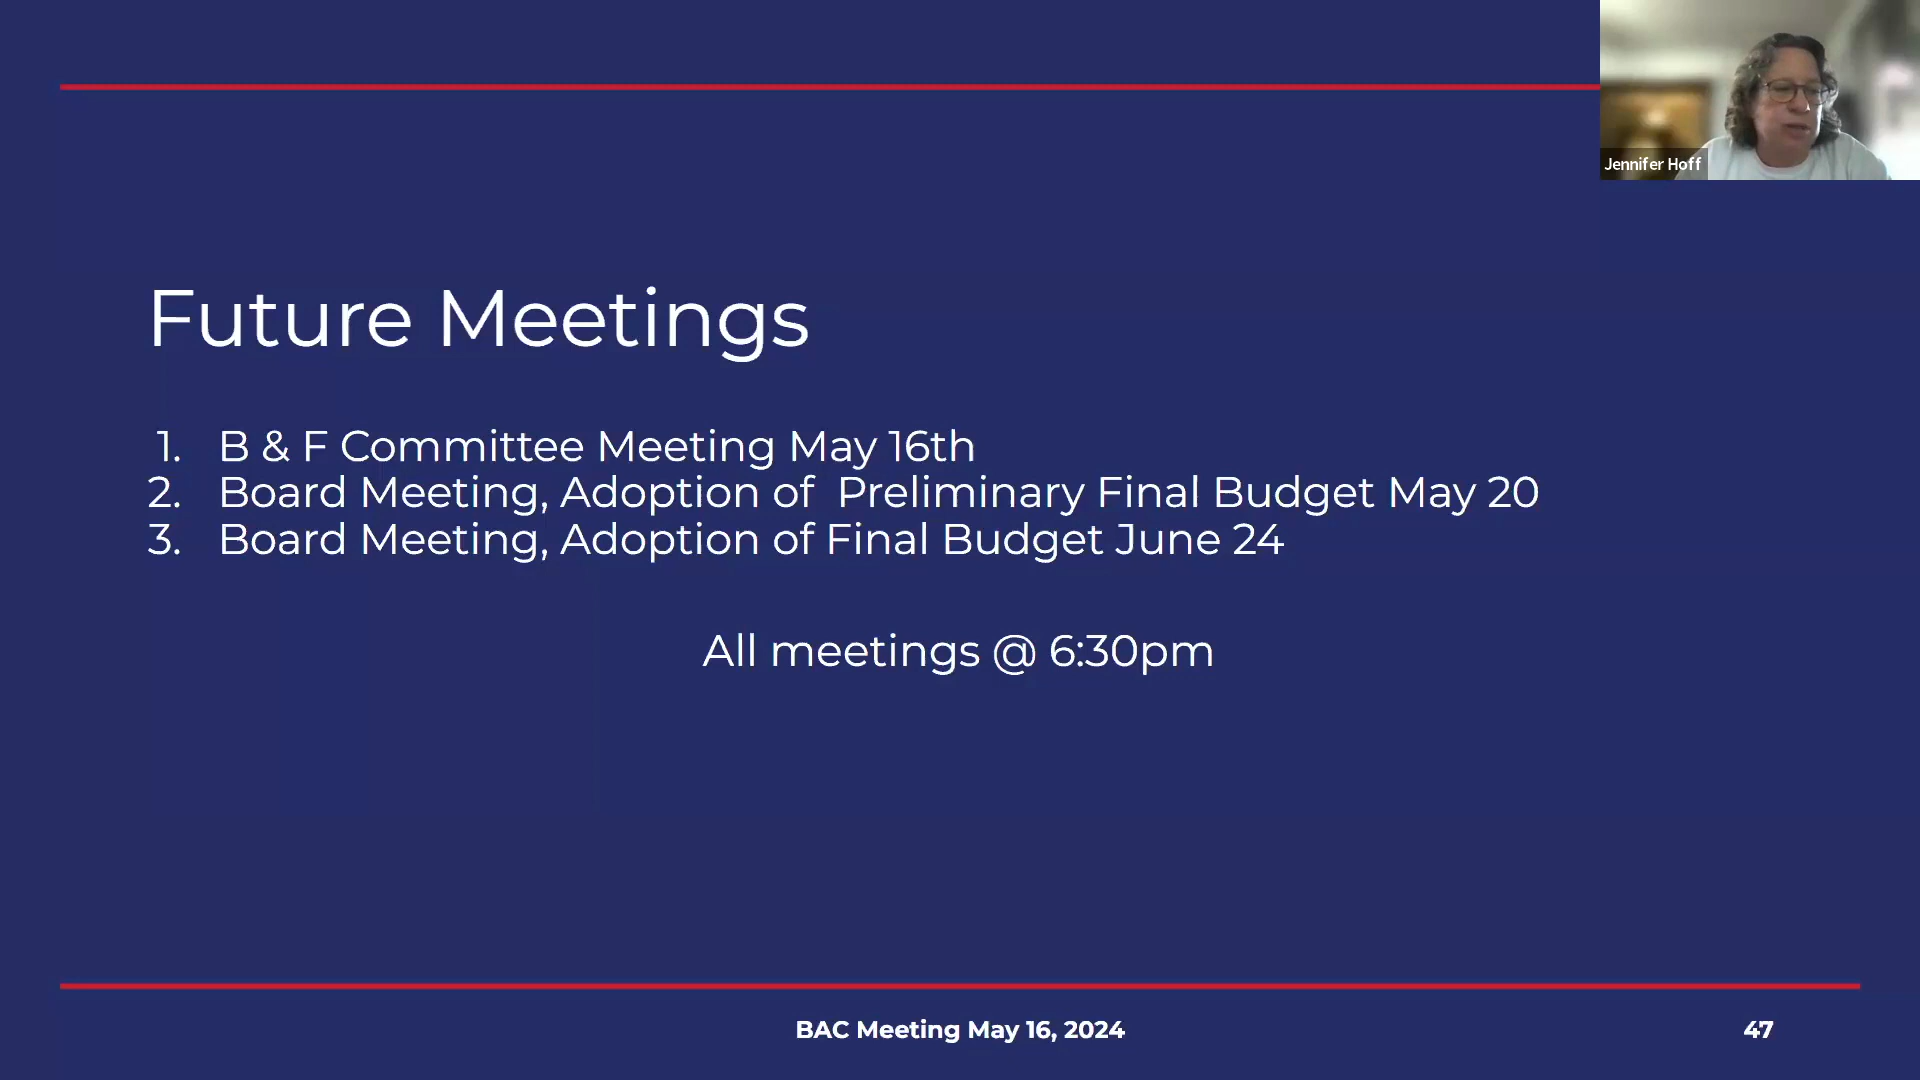 Jennifer Hoff
Future Meetings
1. B & F Committee Meeting May 16th
2. Board Meeting, Adoption of  Preliminary Final Budget May 20
3. Board Meeting, Adoption of Final Budget June 24
All meetings @ 6:30pm
BAC Meeting May 16, 2024
47